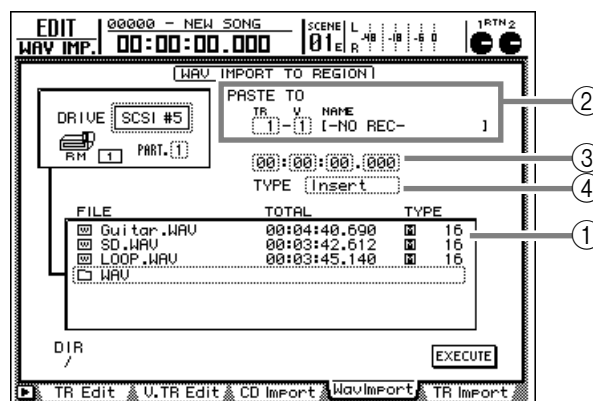 EDIT 00000 - NEW SONG SCENE L 1RTN2
WAV IMP. 00:00:00.000 01E R -48 -18 -6 0
WAV IMPORT TO REGION
PASTE TO
②
TR V NAME
DRIVE SCSI #5
1-1 [-NO REC- ]
RM 1 PART.1
00:00:00.000 ③
TYPE Insert ④
FILE TOTAL TYPE
W Guitar.WAV 00:04:40.690 M 16 ①
W SD.WAV 00:03:42.612 M 16
W LOOP.WAV 00:03:45.140 M 16
WAV
DIR
/
EXECUTE
TR Edit V.TR Edit CD Import WavImport TR Import